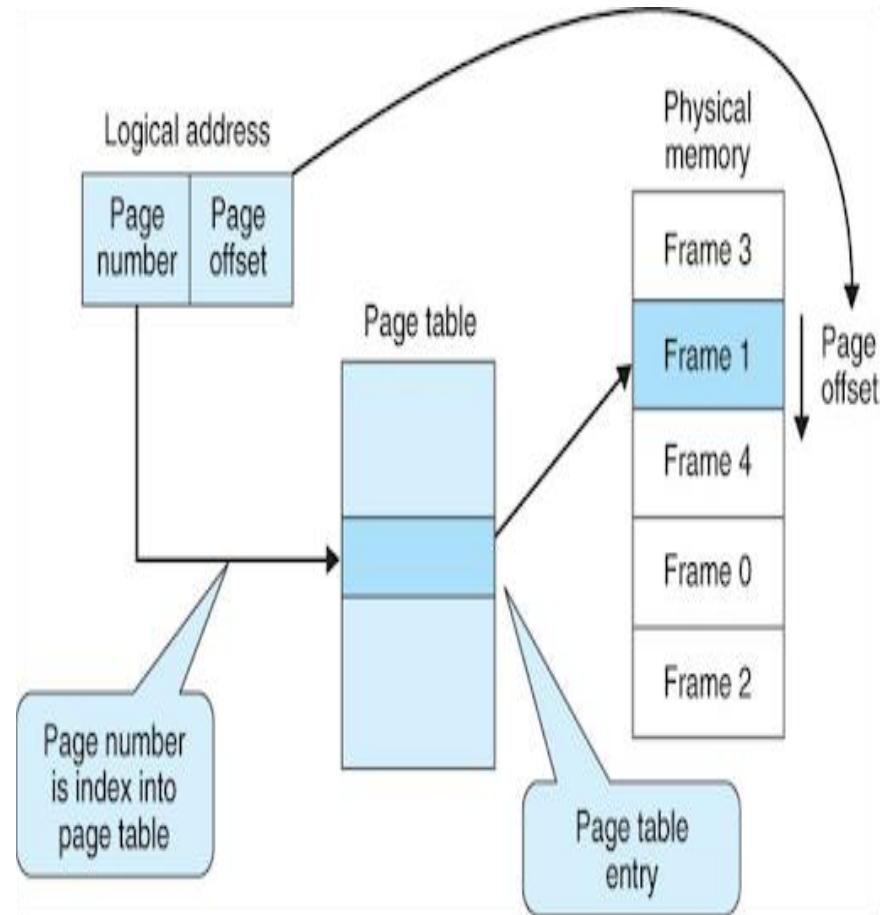 Logical address
Page
number
Page
offset
Page table
Physical
memory
Frame 3
Frame 1
Frame 4
Frame 0
Frame 2
Page
offset
Page number
is index into
page table
Page table
entry